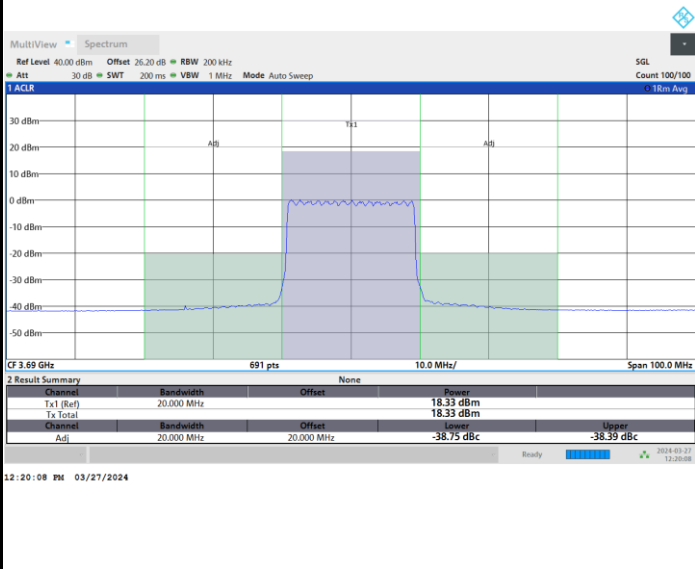 MultiView Spectrum
Ref Level 40.00 dBm Offset 26.20 dB RBW 200 kHz SGL
Att 30 dB SWT 200 ms VBW 1 MHz Mode Auto Sweep Count 100/100
1 ACLR 1Rm Avg
30 dBm
Tx1
20 dBm
Adj Adj
10 dBm
0 dBm
-10 dBm
-20 dBm
-30 dBm
-40 dBm
-50 dBm
CF 3.69 GHz 691 pts 10.0 MHz/ Span 100.0 MHz
2 Result Summary None
Channel Bandwidth Offset Power
Tx1 (Ref) 20.000 MHz 18.33 dBm
Tx Total 18.33 dBm
Channel Bandwidth Offset Lower Upper
Adj 20.000 MHz 20.000 MHz -38.75 dBc -38.39 dBc
Ready 2024-03-27
12:20:08
12:20:08 PM 03/27/2024